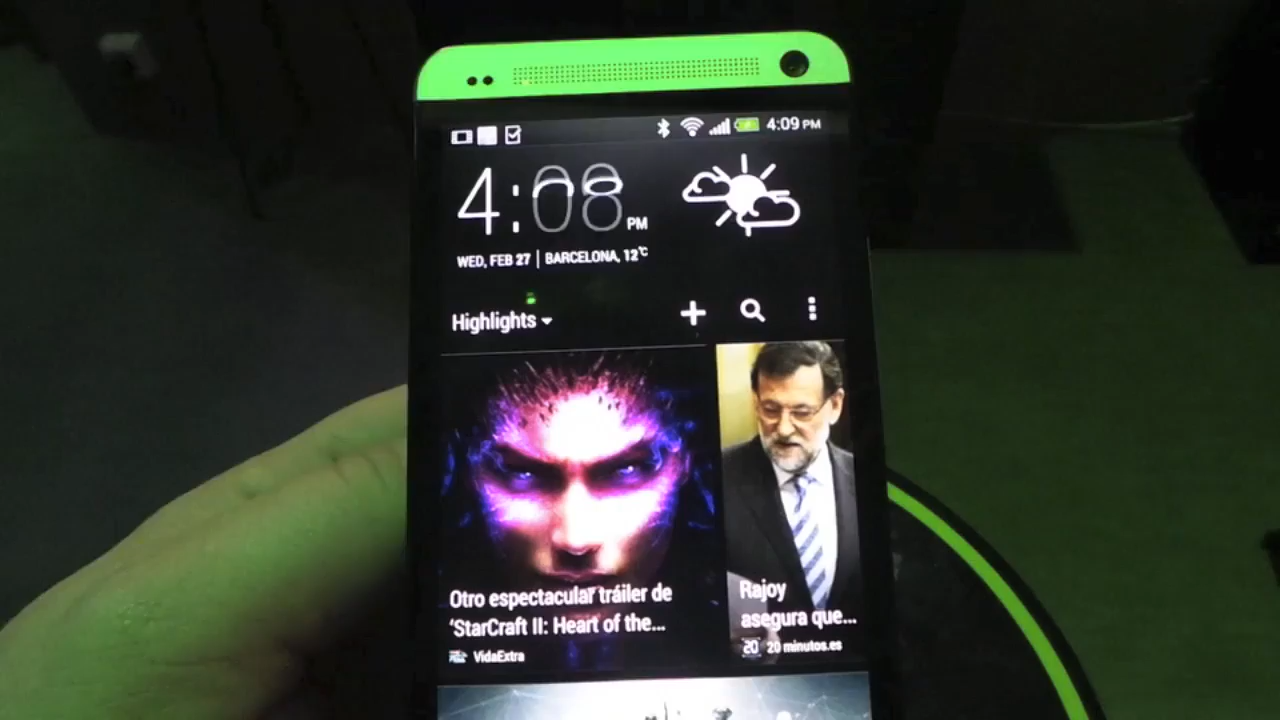 4:09 PM
4:08 PM
WED, FEB 27 | BARCELONA, 12°C
Highlights
Otro espectacular tráiler de
'StarCraft II: Heart of the...
VidaExtra
Rajoy
asegura que...
20 20 minutos.es